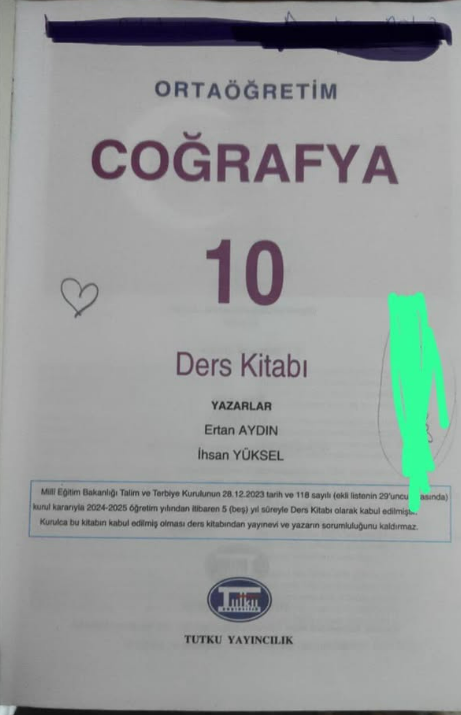 ORTAÖĞRETİM
COĞRAFYA
10
Ders Kitabı
YAZARLAR
Ertan AYDIN
İhsan YÜKSEL
Millî Eğitim Bakanlığı Talim ve Terbiye Kurulunun 28.12.2023 tarih ve 118 sayılı (ekli listenin 29'uncu
kurul kararıyla 2024-2025 öğretim yılından itibaren 5 (beş) yıl süreyle Ders Kitabı olarak kabul
Kurulca bu kitabın kabul edilmiş olması ders kitabından yayınevi ve yazarın sorumluluğunu kaldırmaz.
Tutku
YAYINCILIK
TUTKU YAYINCILIK